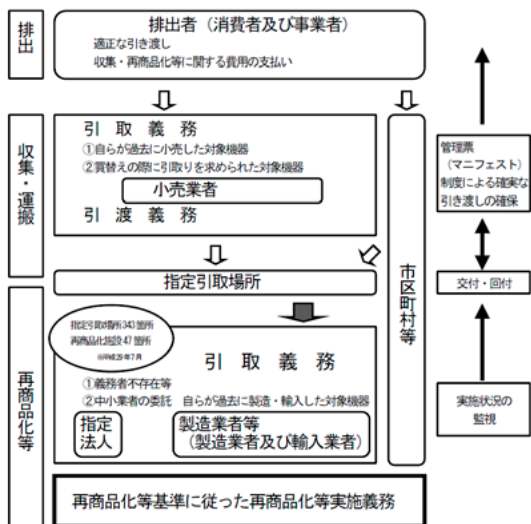 排出
排出者（消費者及び事業者）
適正な引き渡し
収集・再商品化等に関する費用の支払い
収集・運搬
引取義務
①自らが過去に小売した対象機器
②買替えの際に引取りを求められた対象機器
小売業者
引渡義務
指定引取場所
市区町村等
管理票
（マニフェスト）
制度による確実な
引き渡しの確保
交付・回付
実施状況の
監視
再商品化等
指定引取場所 343 箇所
再商品化施設 47 箇所
※平成 29 年 7 月
引取義務
①義務者不存在等
②中小業者の委託 自らが過去に製造・輸入した対象機器
指定
法人
製造業者等
（製造業者及び輸入業者）
再商品化等基準に従った再商品化等実施義務